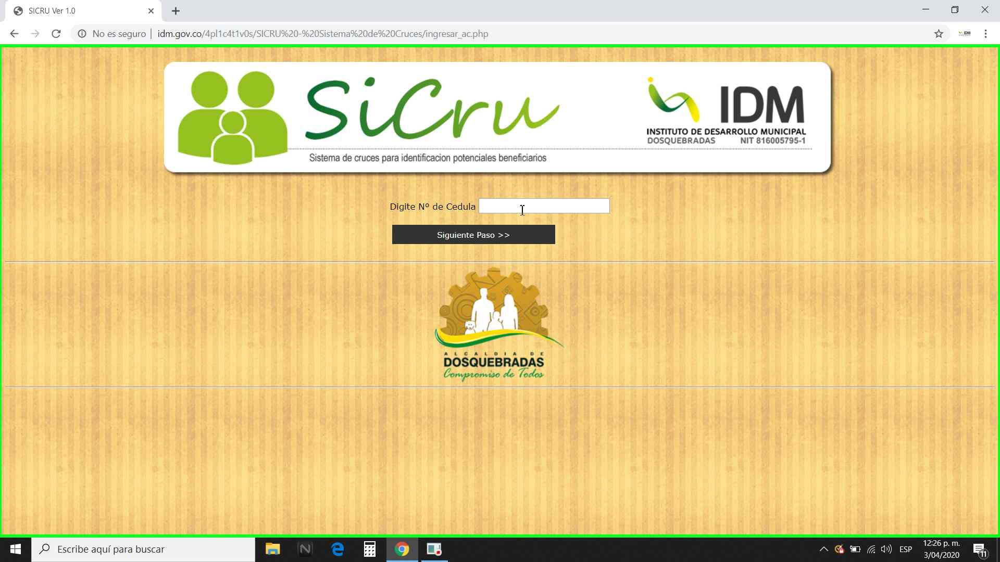 SICRU Ver 1.0
No es seguro | idm.gov.co/4pl1c4t1v0s/SICRU%20-%20Sistema%20de%20Cruces/ingresar_ac.php
IDM
SiCru
Sistema de cruces para identificacion potenciales beneficiarios
IDM
INSTITUTO DE DESARROLLO MUNICIPAL
DOSQUEBRADAS NIT 816005795-1
Digite Nº de Cedula
Siguiente Paso >>
ALCALDIA DE
DOSQUEBRADAS
Compromiso de Todos
Escribe aquí para buscar
ESP
12:26 p. m.
3/04/2020
11